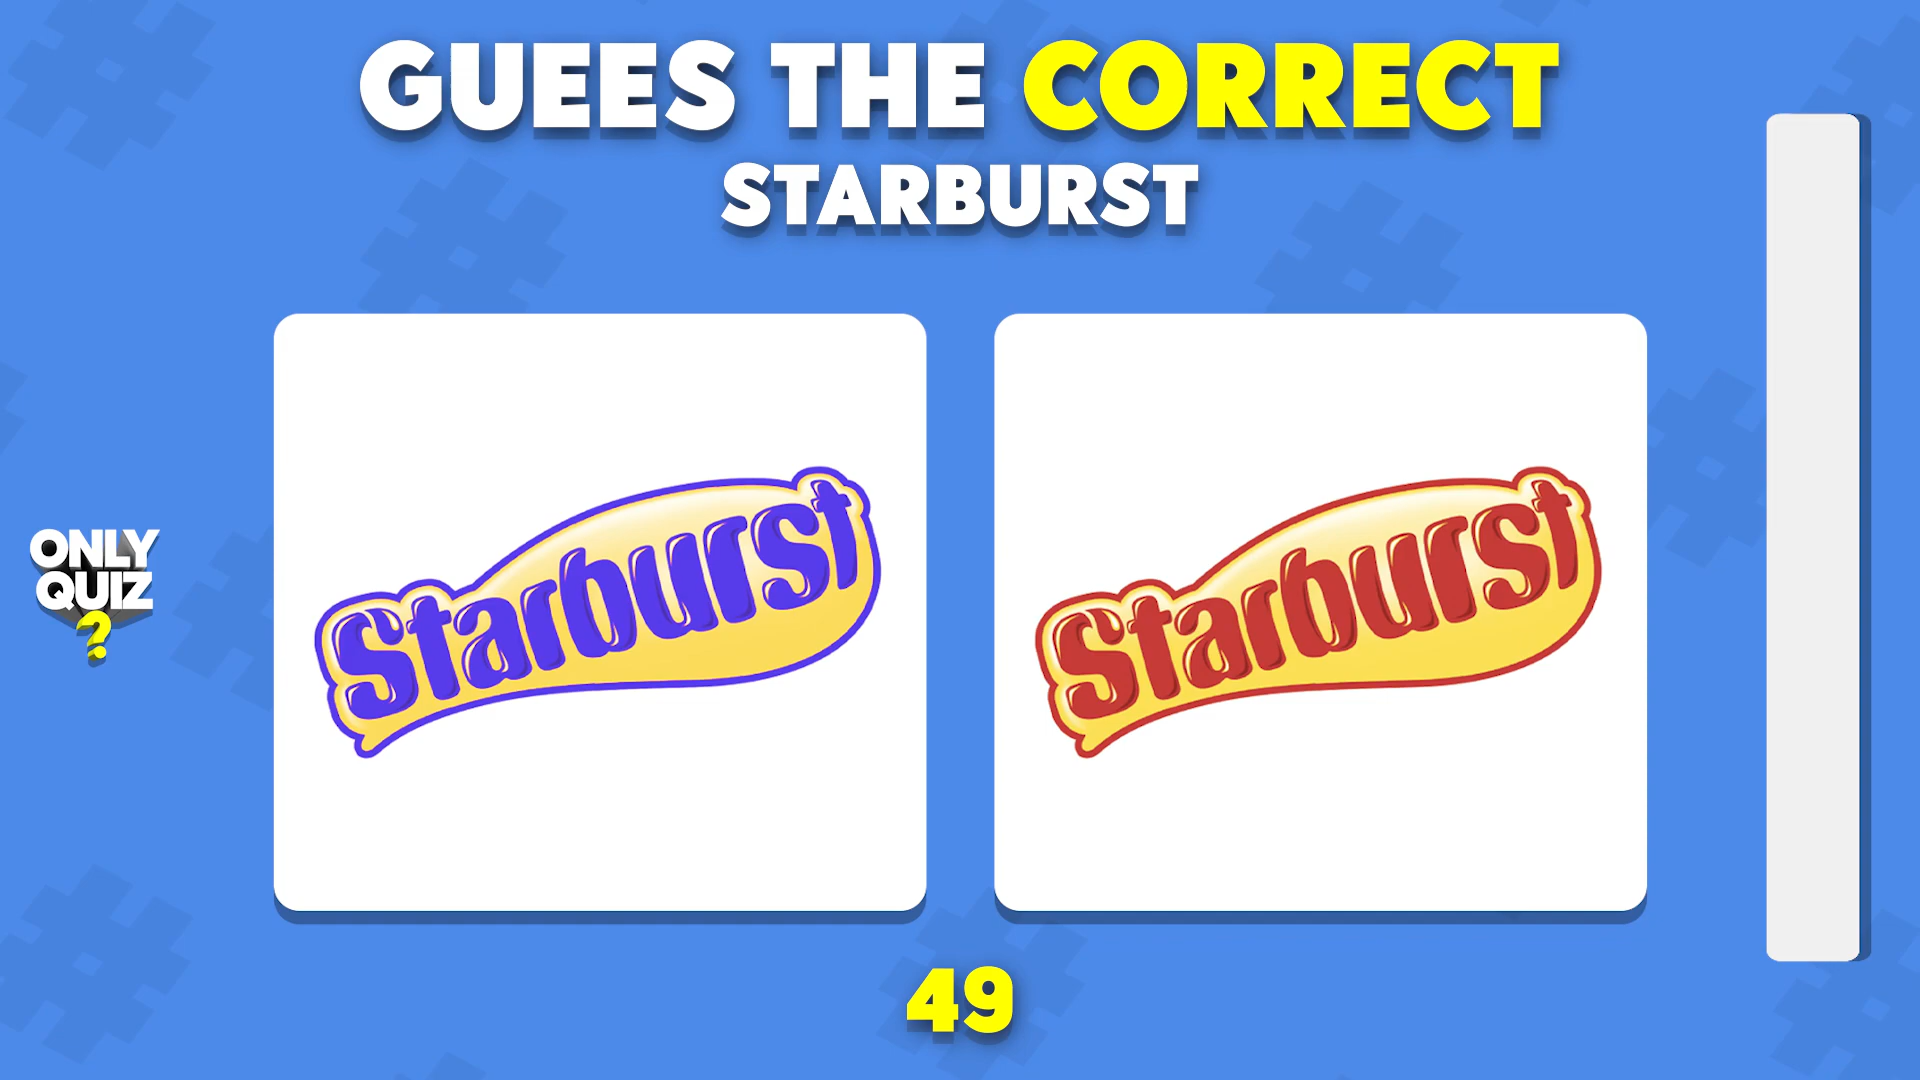 GUEES THE CORRECT
STARBURST
Starburst
Starburst
ONLY
QUIZ
?
49